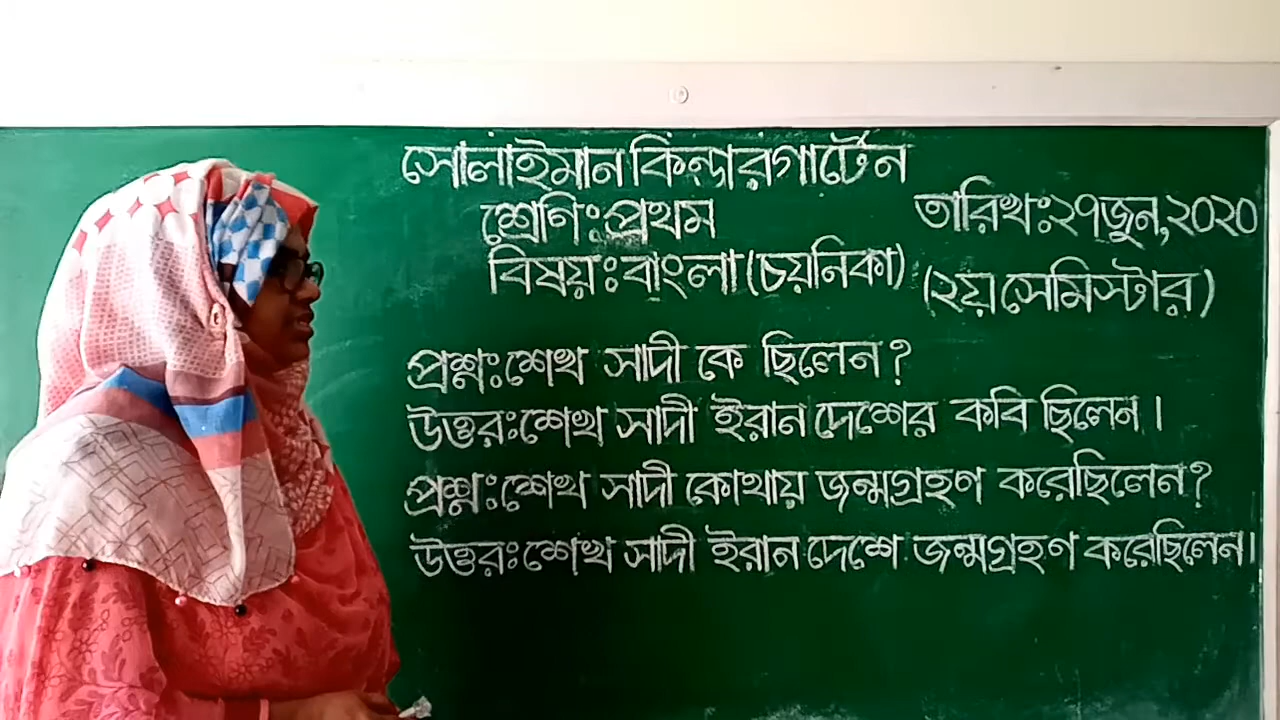 সোলাইমান কিন্ডারগার্টেন
শ্রেণি:প্রথম
তারিখ:২৭জুন,২০২০
বিষয়:বাংলা (চয়নিকা)
(২য় সেমিস্টার)
প্রশ্ন:শেখ সাদী কে ছিলেন?
উত্তর:শেখ সাদী ইরান দেশের কবি ছিলেন।
প্রশ্ন:শেখ সাদী কোথায় জন্মগ্রহণ করেছিলেন?
উত্তর:শেখ সাদী ইরান দেশে জন্মগ্রহণ করেছিলেন।